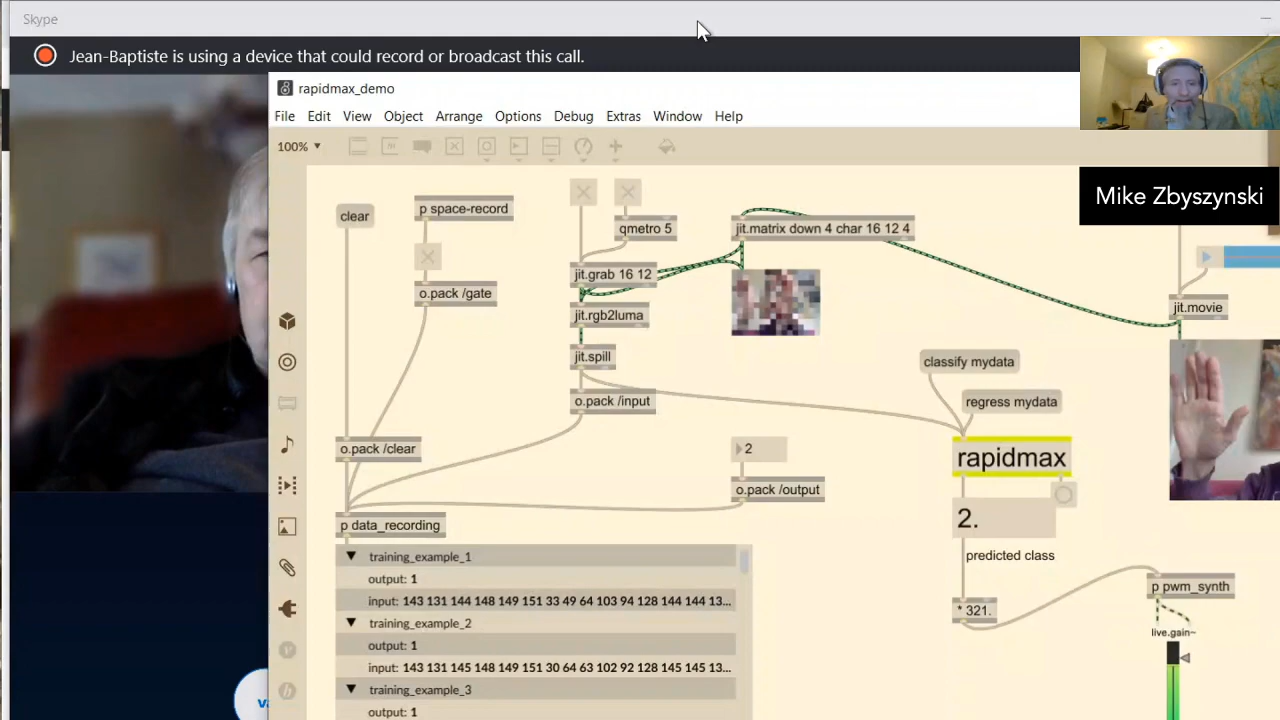 Skype
Jean-Baptiste is using a device that could record or broadcast this call.
rapidmax_demo
File Edit View Object Arrange Options Debug Extras Window Help
100%
Mike Zbyszynski
clear
p space-record
qmetro 5
jit.matrix down 4 char 16 12 4
jit.grab 16 12
o.pack /gate
jit.rgb2luma
jit.movie
jit.spill
classify mydata
o.pack /input
regress mydata
o.pack /clear
2
rapidmax
o.pack /output
2.
p data_recording
predicted class
training_example_1
output: 1
input: 143 131 144 148 149 151 33 49 64 103 94 128 144 144 13...
p pwm_synth
* 321.
training_example_2
live.gain~
output: 1
input: 143 131 145 148 149 151 30 64 63 102 92 128 145 145 13...
training_example_3
output: 1